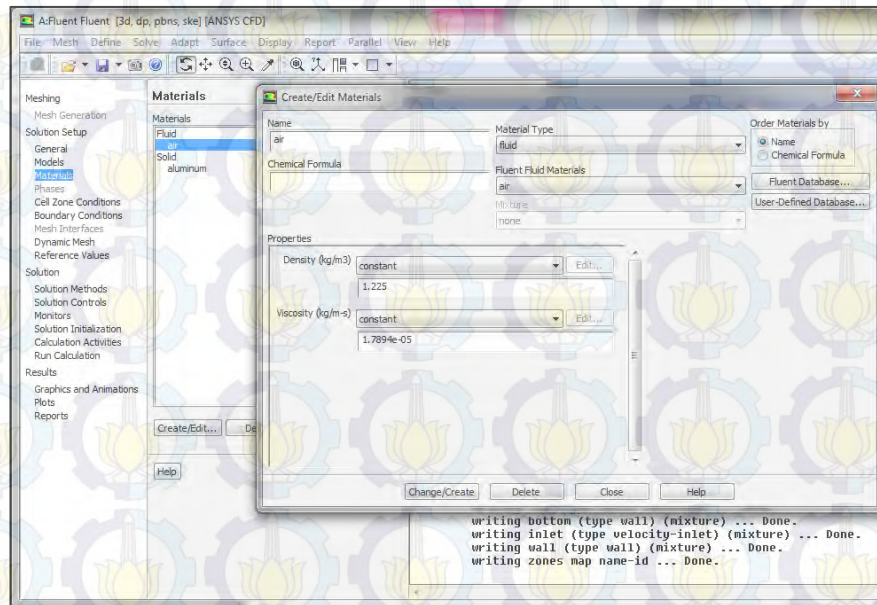 A:Fluent Fluent [3d, dp, pbns, ske] [ANSYS CFD]
File Mesh Define Solve Adapt Surface Display Report Parallel View Help
Meshing
Mesh Generation
Solution Setup
General
Models
Materials
Phases
Cell Zone Conditions
Boundary Conditions
Mesh Interfaces
Dynamic Mesh
Reference Values
Solution
Solution Methods
Solution Controls
Monitors
Solution Initialization
Calculation Activities
Run Calculation
Results
Graphics and Animations
Plots
Reports
Materials
Materials
Fluid
air
Solid
aluminum
Create/Edit... De
Help
Create/Edit Materials
Name
air
Chemical Formula
Material Type
fluid
Fluent Fluid Materials
air
Mixture
none
Order Materials by
Name
Chemical Formula
Fluent Database...
User-Defined Database...
Properties
Density (kg/m3) constant Edit...
1.225
Viscosity (kg/m-s) constant Edit...
1.7894e-05
Change/Create Delete Close Help
writing bottom (type wall) (mixture) ... Done.
writing inlet (type velocity-inlet) (mixture) ... Done.
writing wall (type wall) (mixture) ... Done.
writing zones map name-id ... Done.